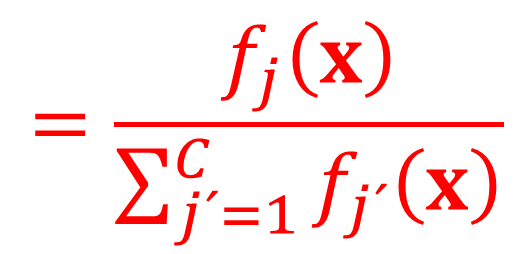 = f_j(𝐱) / ∑_{j′=1}^{C} f_{j′}(𝐱)